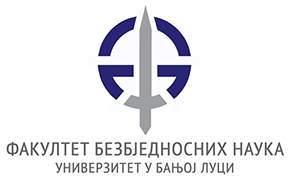 ФАКУЛТЕТ БЕЗБЈЕДНОСНИХ НАУКА
УНИВЕРЗИТЕТ У БАЊОЈ ЛУЦИ